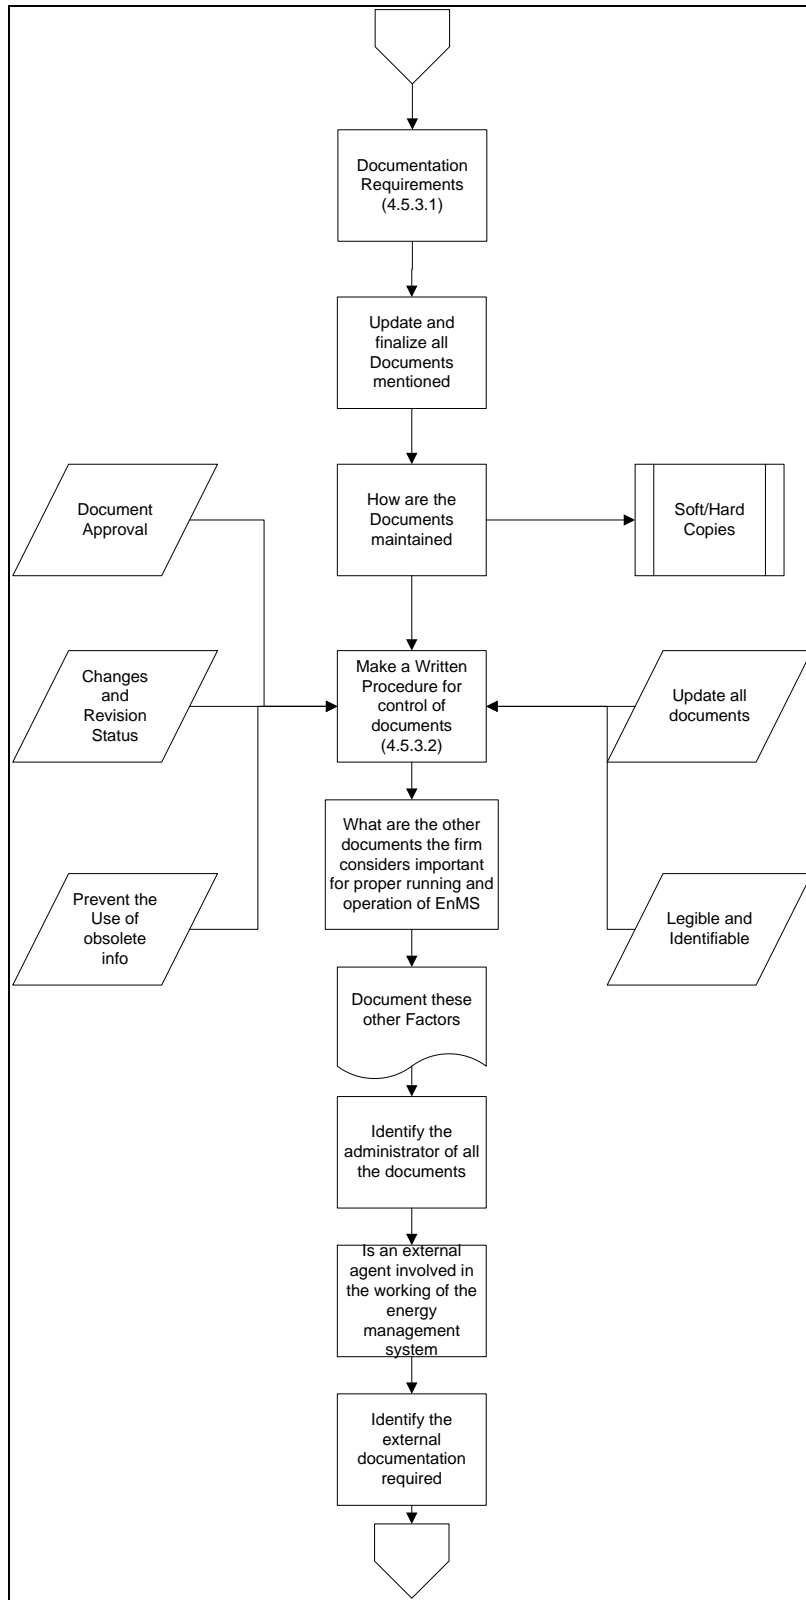 Documentation
Requirements
(4.5.3.1)
Update and
finalize all
Documents
mentioned
Document
Approval
How are the
Documents
maintained
Soft/Hard
Copies
Changes
and
Revision
Status
Make a Written
Procedure for
control of
documents
(4.5.3.2)
Update all
documents
What are the other
documents the firm
considers important
for proper running and
operation of EnMS
Prevent the
Use of
obsolete
info
Legible and
Identifiable
Document these
other Factors
Identify the
administrator of all
the documents
Is an external
agent involved in
the working of the
energy
management
system
Identify the
external
documentation
required